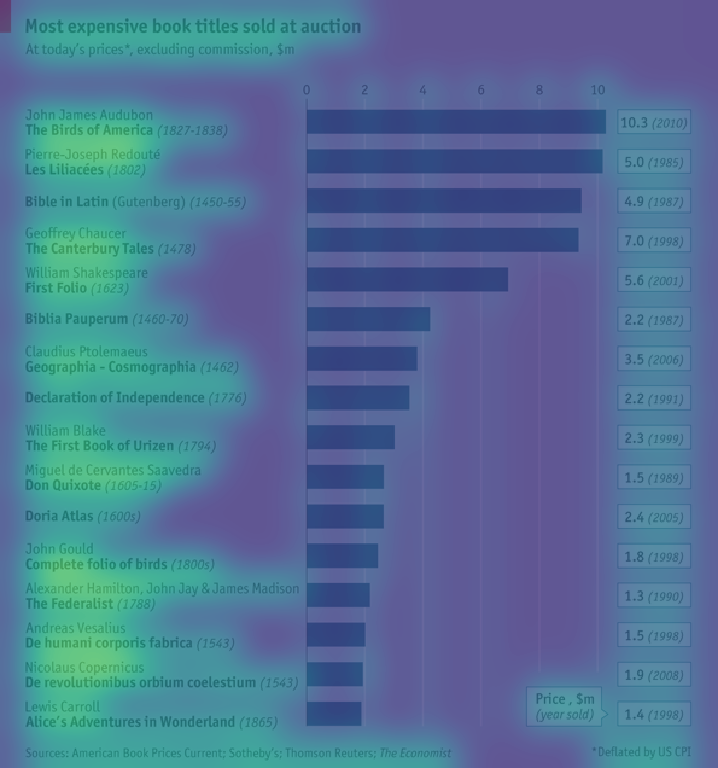 Most expensive book titles sold at auction
At today's prices*, excluding commission, $m
0 2 4 6 8 10
John James Audubon
The Birds of America (1827-1838)
10.3 (2010)
Pierre-Joseph Redouté
Les Liliacées (1802)
5.0 (1985)
Bible in Latin (Gutenberg) (1450-55)
4.9 (1987)
Geoffrey Chaucer
The Canterbury Tales (1478)
7.0 (1998)
William Shakespeare
First Folio (1623)
5.6 (2001)
Biblia Pauperum (1460-70)
2.2 (1987)
Claudius Ptolemaeus
Geographia - Cosmographia (1462)
3.5 (2006)
Declaration of Independence (1776)
2.2 (1991)
William Blake
The First Book of Urizen (1794)
2.3 (1999)
Miguel de Cervantes Saavedra
Don Quixote (1605-15)
1.5 (1989)
Doria Atlas (1600s)
2.4 (2005)
John Gould
Complete folio of birds (1800s)
1.8 (1998)
Alexander Hamilton, John Jay & James Madison
The Federalist (1788)
1.3 (1990)
Andreas Vesalius
De humani corporis fabrica (1543)
1.5 (1998)
Nicolaus Copernicus
De revolutionibus orbium coelestium (1543)
1.9 (2008)
Lewis Carroll
Alice's Adventures in Wonderland (1865)
Price, $m
(year sold)
1.4 (1998)
Sources: American Book Prices Current; Sotheby's; Thomson Reuters; The Economist
*Deflated by US CPI